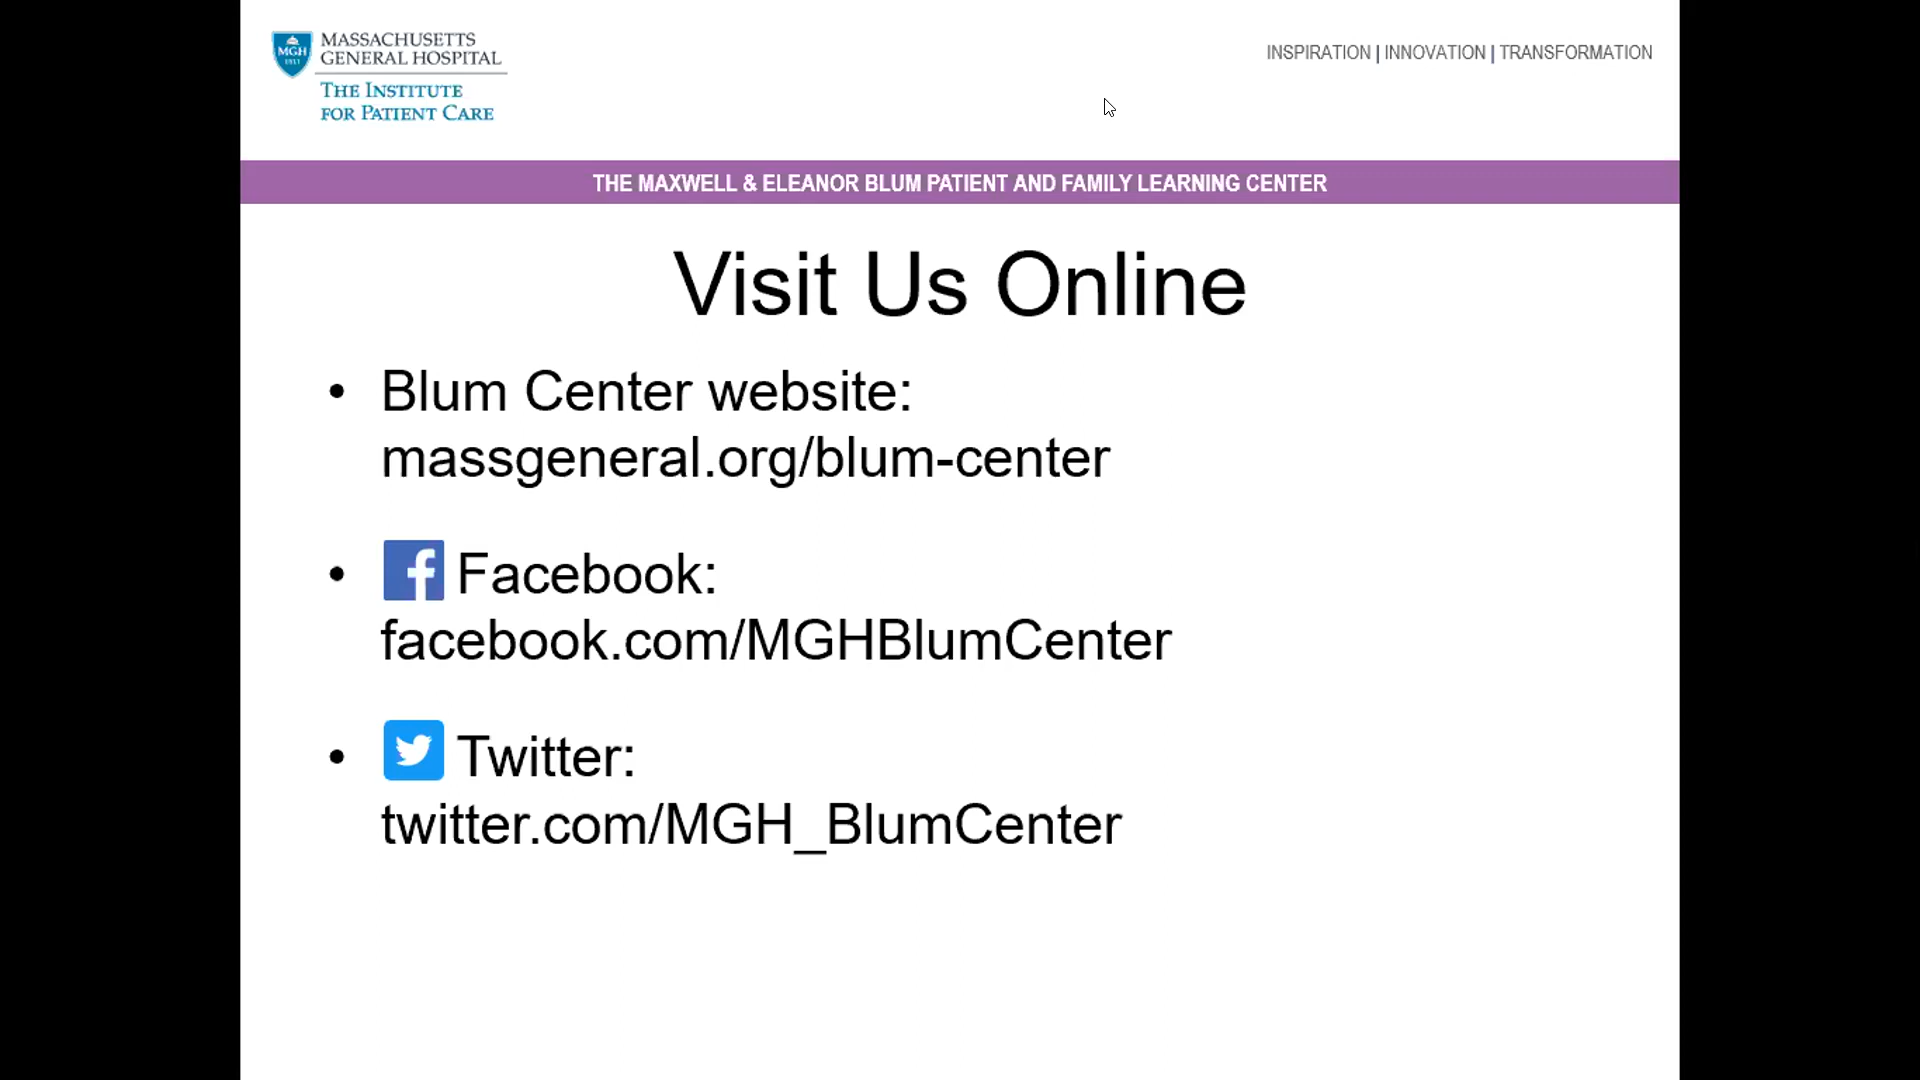 MASSACHUSETTS
GENERAL HOSPITAL
MGH
1811
THE INSTITUTE
FOR PATIENT CARE
INSPIRATION | INNOVATION | TRANSFORMATION
THE MAXWELL & ELEANOR BLUM PATIENT AND FAMILY LEARNING CENTER
Visit Us Online
• Blum Center website:
massgeneral.org/blum-center
• Facebook:
facebook.com/MGHBlumCenter
• Twitter:
twitter.com/MGH_BlumCenter